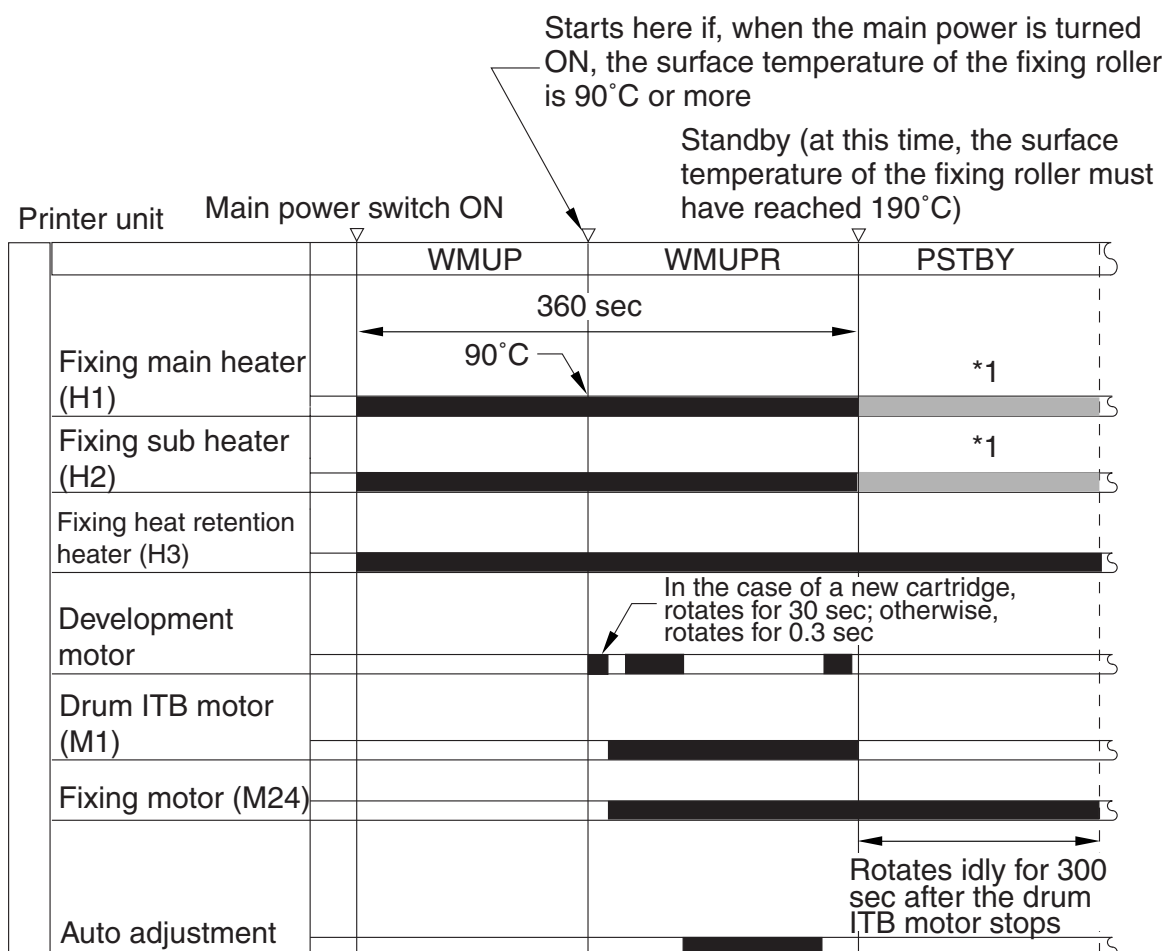 Starts here if, when the main power is turned
ON, the surface temperature of the fixing roller
is 90˚C or more
Standby (at this time, the surface
temperature of the fixing roller must
have reached 190˚C)
Printer unit
Main power switch ON
WMUP
WMUPR
PSTBY
360 sec
90˚C
Fixing main heater
(H1)
*1
Fixing sub heater
(H2)
*1
Fixing heat retention
heater (H3)
In the case of a new cartridge,
rotates for 30 sec; otherwise,
rotates for 0.3 sec
Development
motor
Drum ITB motor
(M1)
Fixing motor (M24)
Rotates idly for 300
sec after the drum
ITB motor stops
Auto adjustment